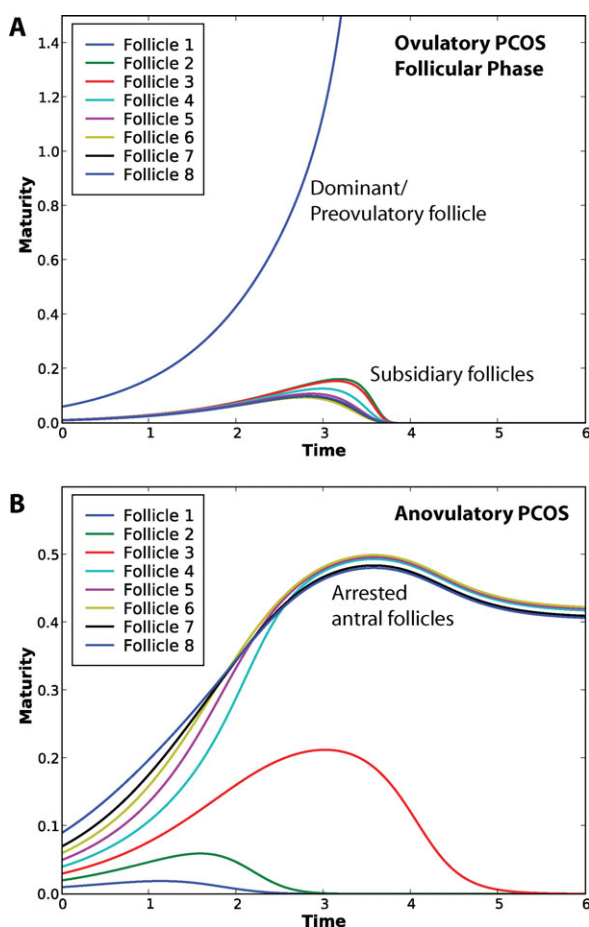 A
Ovulatory PCOS
Follicular Phase
Follicle 1
Follicle 2
Follicle 3
Follicle 4
Follicle 5
Follicle 6
Follicle 7
Follicle 8
Dominant/
Preovulatory follicle
Subsidiary follicles
Maturity
1.4
1.2
1.0
0.8
0.6
0.4
0.2
0.0
0 1 2 3 4 5 6
Time
B
Anovulatory PCOS
Follicle 1
Follicle 2
Follicle 3
Follicle 4
Follicle 5
Follicle 6
Follicle 7
Follicle 8
Arrested
antral follicles
Maturity
0.5
0.4
0.3
0.2
0.1
0.0
0 1 2 3 4 5 6
Time